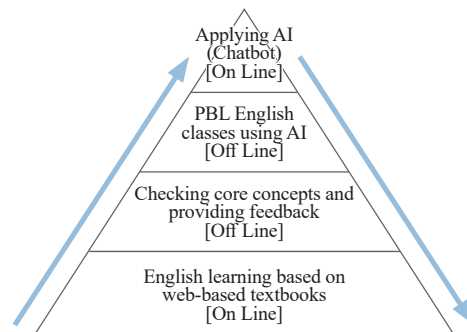 Applying AI
(Chatbot)
[On Line]
PBL English
classes using AI
[Off Line]
Checking core concepts and
providing feedback
[Off Line]
English learning based on
web-based textbooks
[On Line]